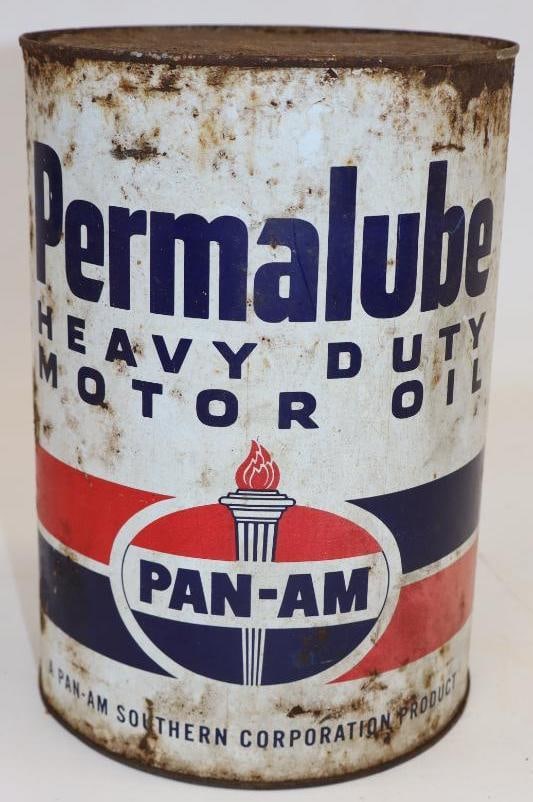 Permalube
HEAVY DUTY
MOTOR OIL
PAN-AM
A PAN-AM SOUTHERN CORPORATION PRODUCT